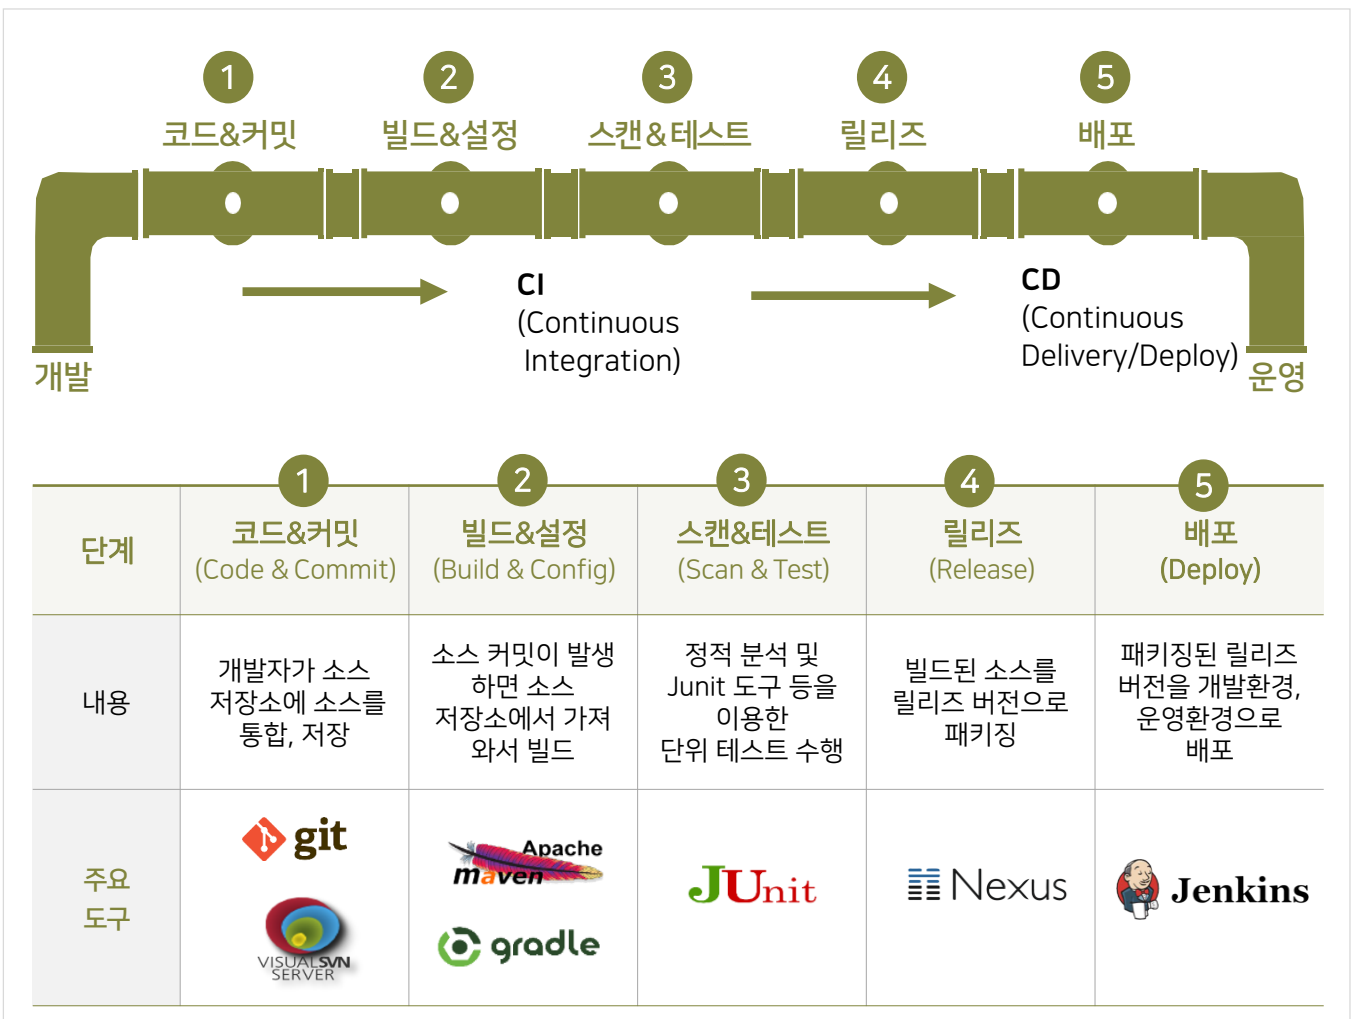 1
2
3
4
5
코드&커밋
빌드&설정
스캔&테스트
릴리즈
배포
CI
(Continuous
Integration)
CD
(Continuous
Delivery/Deploy)
개발
운영
1
2
3
4
5
단계
코드&커밋
(Code & Commit)
빌드&설정
(Build & Config)
스캔&테스트
(Scan & Test)
릴리즈
(Release)
배포
(Deploy)
내용
개발자가 소스
저장소에 소스를
통합, 저장
소스 커밋이 발생
하면 소스
저장소에서 가져
와서 빌드
정적 분석 및
Junit 도구 등을
이용한
단위 테스트 수행
빌드된 소스를
릴리즈 버전으로
패키징
패키징된 릴리즈
버전을 개발환경,
운영환경으로
배포
주요
도구
git
VISUALSVN
SERVER
Apache
maven
gradle
JUnit
Nexus
Jenkins